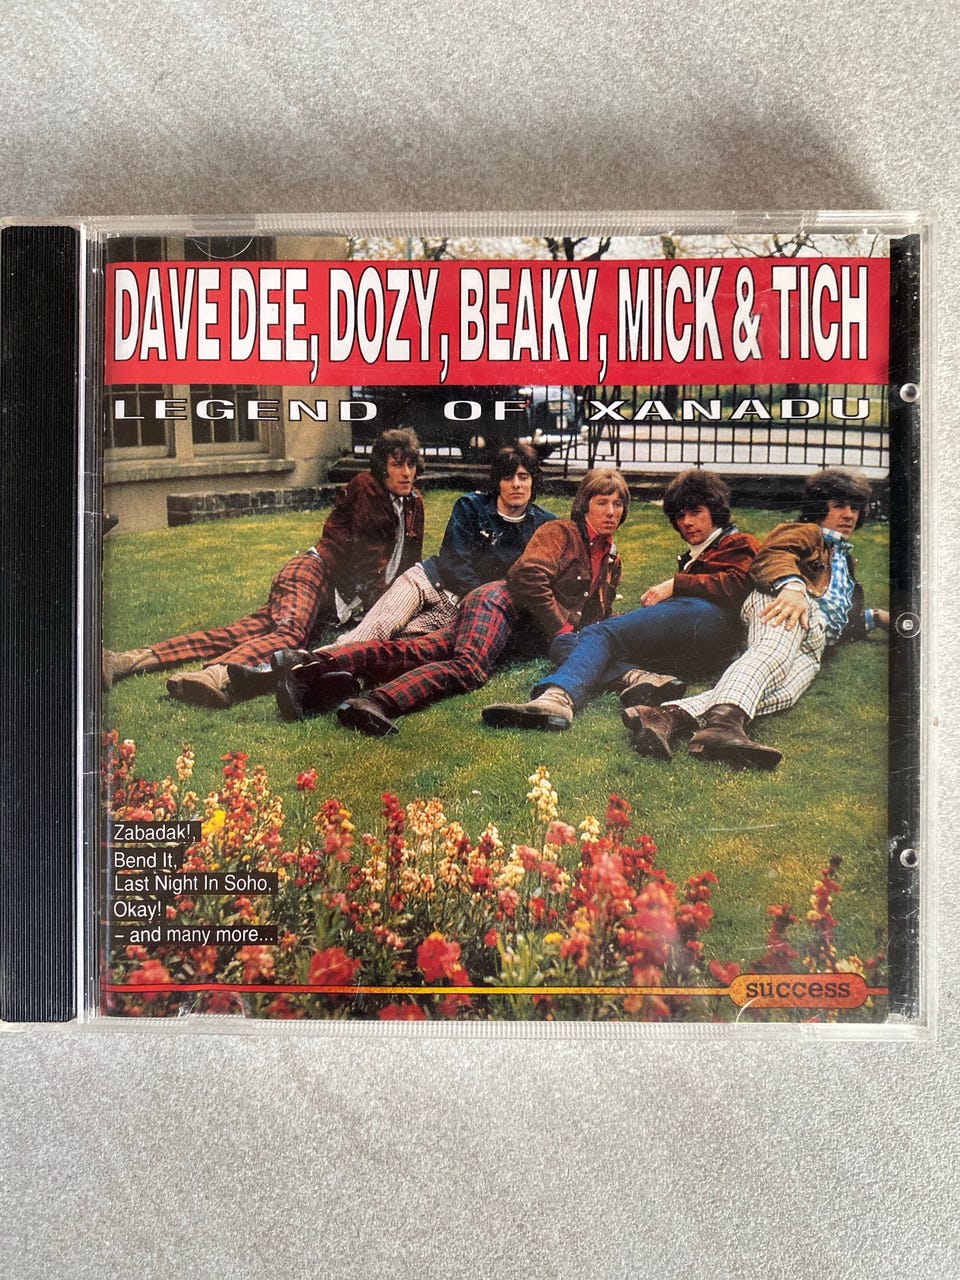 DAVE DEE, DOZY, BEAKY, MICK & TICH
LEGEND OF XANADU
Zabadak!,
Bend It,
Last Night In Soho,
Okay!
– and many more...
success